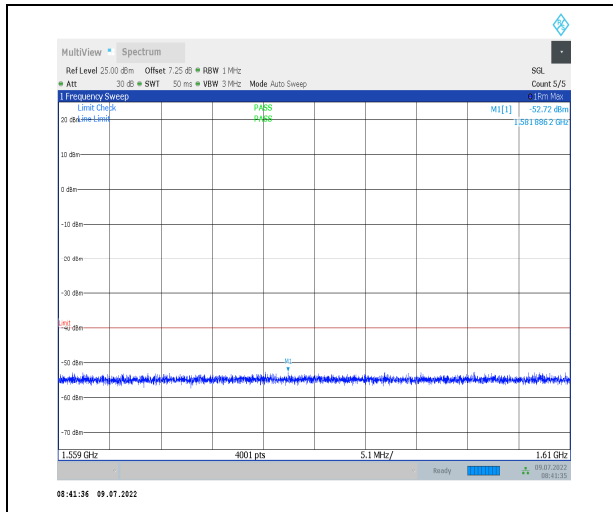 MultiView Spectrum
Ref Level 25.00 dBm Offset 7.25 dB RBW 1 MHz SGL
Att 30 dB SWT 50 ms VBW 3 MHz Mode Auto Sweep Count 5/5
1 Frequency Sweep 1Rm Max
Limit Check PASS M1[1] -52.72 dBm
Line Limit PASS 1.581 886 2 GHz
20 dBm
10 dBm
0 dBm
-10 dBm
-20 dBm
-30 dBm
Limit
-40 dBm
M1
-50 dBm
-60 dBm
-70 dBm
1.559 GHz 4001 pts 5.1 MHz/ 1.61 GHz
Ready 09.07.2022
08:41:35
08:41:36 09.07.2022